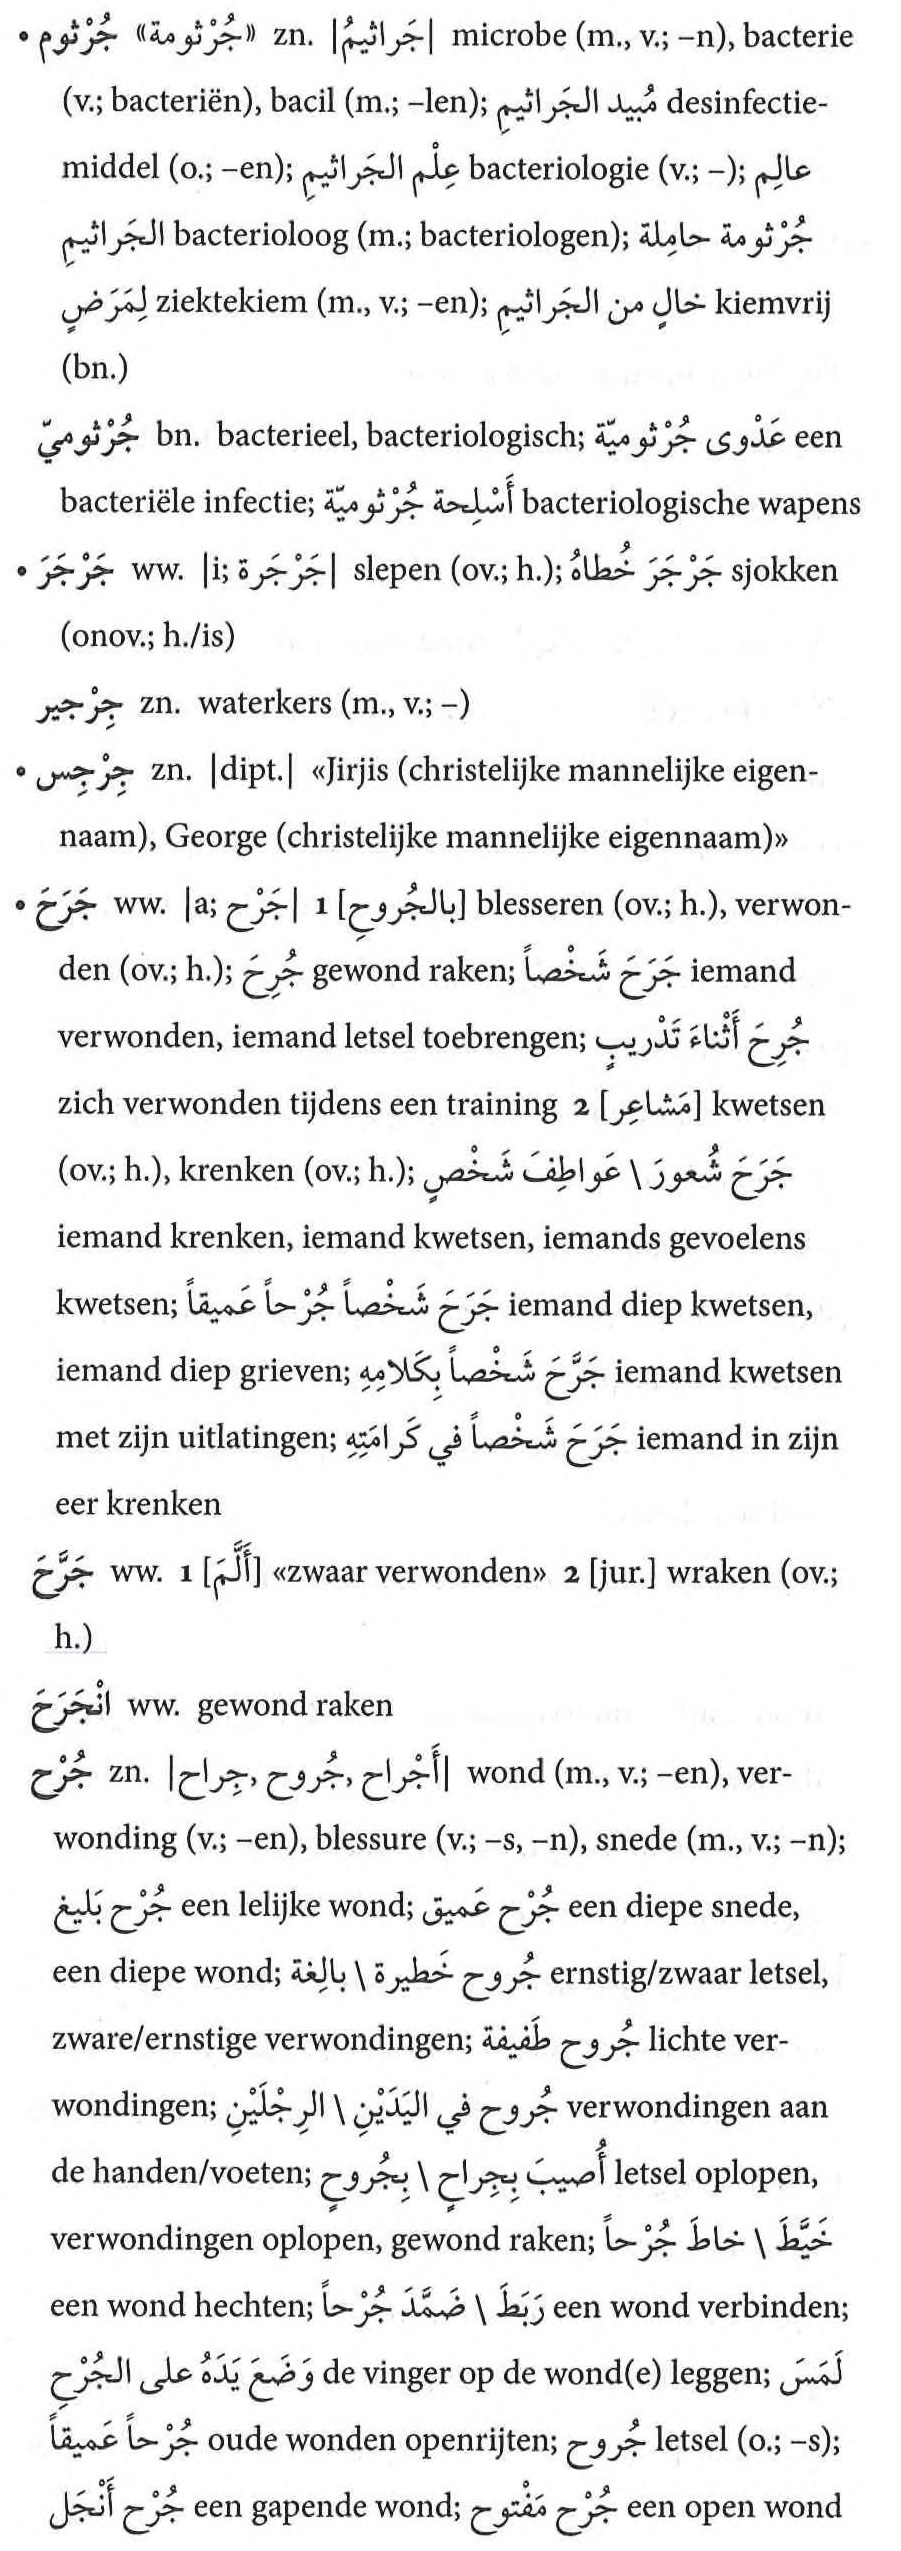 • جُرْثوم «جُرْثومة» zn. |جَراثيمُ| microbe (m., v.; –n), bacterie
(v.; bacteriën), bacil (m.; –len); مُبيد الجَراثيمِ desinfectie-
middel (o.; –en); عِلْم الجَراثيمِ bacteriologie (v.; –); عالِم
الجَراثيمِ bacterioloog (m.; bacteriologen); جُرْثومة حامِلة
لِمَرَضٍ ziektekiem (m., v.; –en); خالٍ من الجَراثيمِ kiemvrij
(bn.)
جُرْثوميّ bn. bacterieel, bacteriologisch; عَدْوى جُرْثوميّة een
bacteriële infectie; أَسْلِحة جُرْثوميّة bacteriologische wapens
• جَرْجَرَ ww. |i; جَرْجَرة| slepen (ov.; h.); جَرْجَرَ خُطاهُ sjokken
(onov.; h./is)
جِرْجير zn. waterkers (m., v.; –)
• جِرْجِس zn. |dipt.| «Jirjis (christelijke mannelijke eigen-
naam), George (christelijke mannelijke eigennaam)»
• جَرَحَ ww. |a; جَرْح| 1 [بالجُروحِ] blesseren (ov.; h.), verwon-
den (ov.; h.); جُرِحَ gewond raken; جَرَحَ شَخْصاً iemand
verwonden, iemand letsel toebrengen; جُرِحَ أَثْناءَ تَدْريبٍ
zich verwonden tijdens een training 2 [مَشاعِر] kwetsen
(ov.; h.), krenken (ov.; h.); جَرَحَ شُعورَ \ عَواطِفَ شَخْصٍ
iemand krenken, iemand kwetsen, iemands gevoelens
kwetsen; جَرَحَ شَخْصاً جُرْحاً عَميقاً iemand diep kwetsen,
iemand diep grieven; جَرَّحَ شَخْصاً بِكَلامِهِ iemand kwetsen
met zijn uitlatingen; جَرَحَ شَخْصاً في كَرامَتِهِ iemand in zijn
eer krenken
جَرَّحَ ww. 1 [أَلَّمَ] «zwaar verwonden» 2 [jur.] wraken (ov.;
h.)
انْجَرَحَ ww. gewond raken
جُرْح zn. |أَجْراح, جُروح, جِراح| wond (m., v.; –en), ver-
wonding (v.; –en), blessure (v.; –s, –n), snede (m., v.; –n);
جُرْح بَليغ een lelijke wond; جُرْح عَميق een diepe snede,
een diepe wond; جُروح خَطيرة \ بالِغة ernstig/zwaar letsel,
zware/ernstige verwondingen; جُروح طَفيفة lichte ver-
wondingen; جُروح في اليَدَيْنِ \ الرِجْلَيْنِ verwondingen aan
de handen/voeten; أُصيبَ بِجِراحٍ \ بِجُروحٍ letsel oplopen,
verwondingen oplopen, gewond raken; خَيَّطَ \ خاطَ جُرْحاً
een wond hechten; رَبَطَ \ ضَمَّدَ جُرْحاً een wond verbinden;
وَضَعَ يَدَهُ على الجُرْحِ de vinger op de wond(e) leggen; لَمَسَ
جُرْحاً عَميقاً oude wonden openrijten; جُروح letsel (o.; –s);
جُرْح أَنْجَل een gapende wond; جُرْح مَفْتوح een open wond